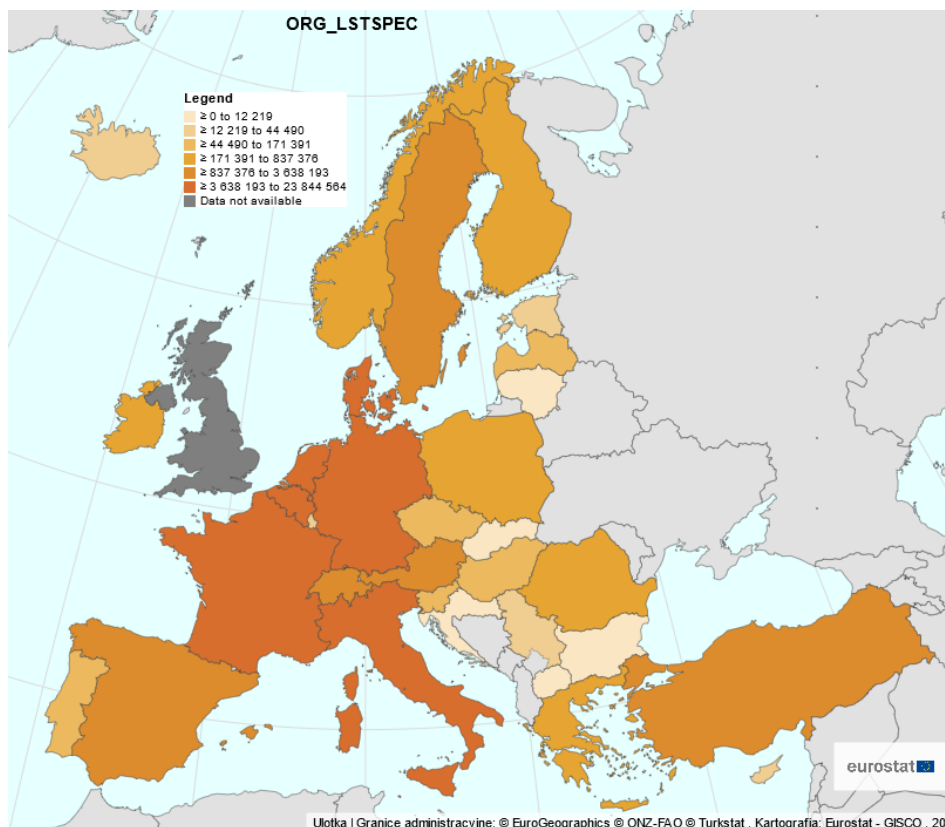 ORG_LSTSPEC
Legend
≥ 0 to 12 219
≥ 12 219 to 44 490
≥ 44 490 to 171 391
≥ 171 391 to 837 376
≥ 837 376 to 3 638 193
≥ 3 638 193 to 23 844 564
Data not available
eurostat
Ulotka | Granice administracyjne: © EuroGeographics © ONZ-FAO © Turkstat , Kartografia: Eurostat - GISCO , 20